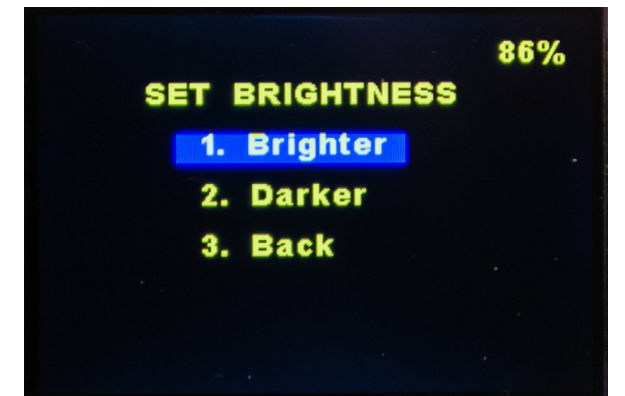 86%
SET BRIGHTNESS
1. Brighter
2. Darker
3. Back